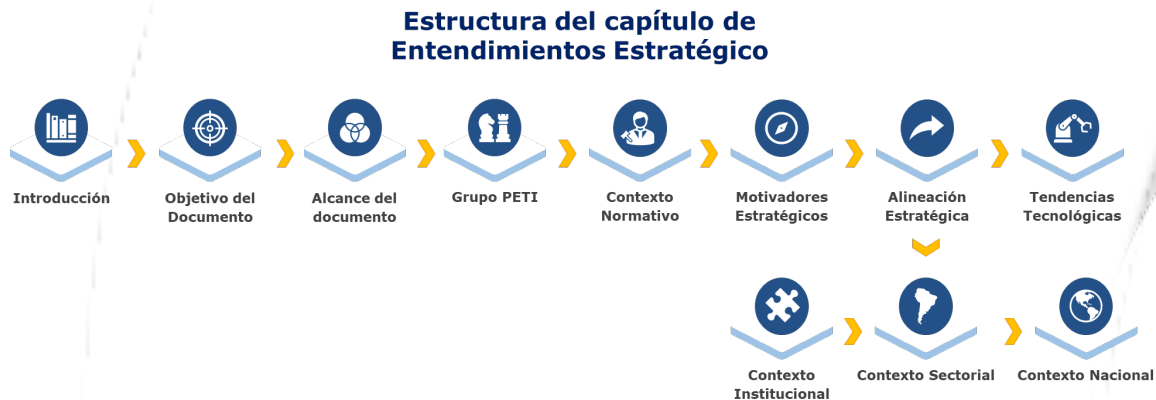 Estructura del capítulo de
Entendimientos Estratégico
Introducción
Objetivo del
Documento
Alcance del
documento
Grupo PETI
Contexto
Normativo
Motivadores
Estratégicos
Alineación
Estratégica
Tendencias
Tecnológicas
Contexto
Institucional
Contexto Sectorial
Contexto Nacional